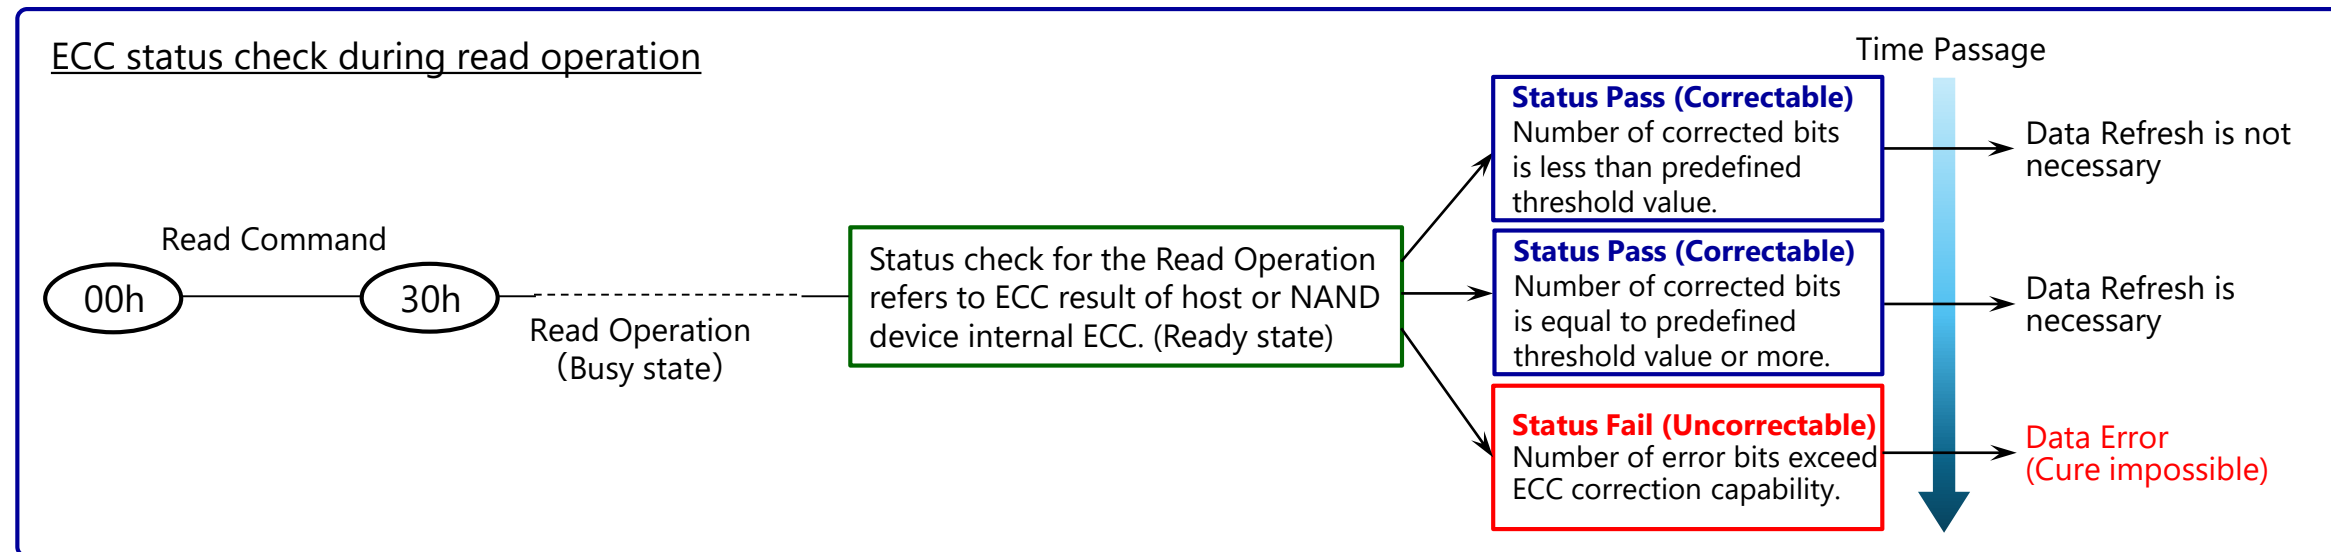 ECC status check during read operation
Time Passage
Read Command
00h
30h
Read Operation
（Busy state）
Status check for the Read Operation
refers to ECC result of host or NAND
device internal ECC. (Ready state)
Status Pass (Correctable)
Number of corrected bits
is less than predefined
threshold value.
Data Refresh is not
necessary
Status Pass (Correctable)
Number of corrected bits
is equal to predefined
threshold value or more.
Data Refresh is
necessary
Status Fail (Uncorrectable)
Number of error bits exceed
ECC correction capability.
Data Error
(Cure impossible)